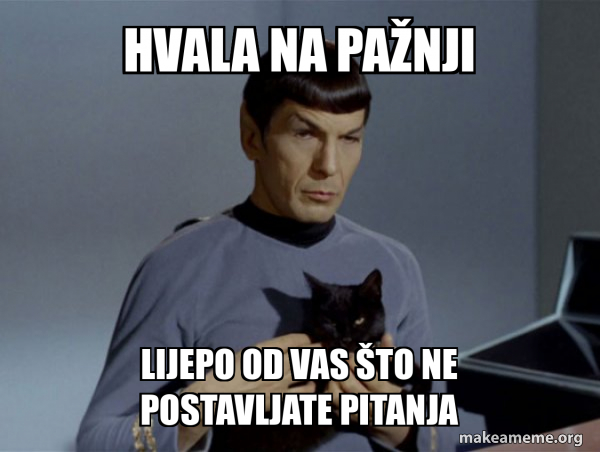 HVALA NA PAŽNJI
LIJEPO OD VAS ŠTO NE
POSTAVLJATE PITANJA
makeameme.org